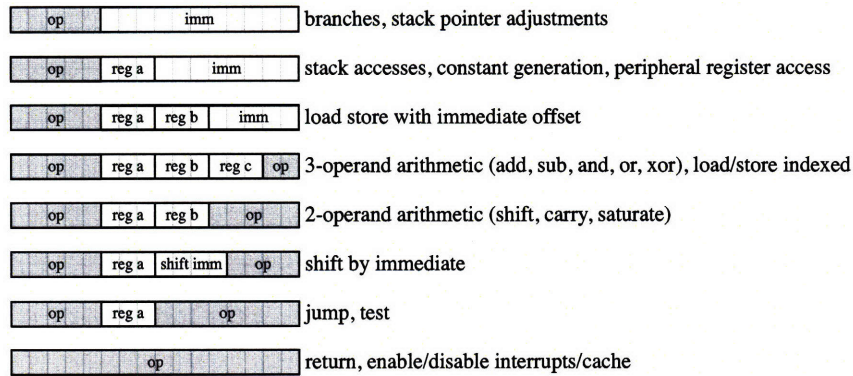 op imm branches, stack pointer adjustments
op reg a imm stack accesses, constant generation, peripheral register access
op reg a reg b imm load store with immediate offset
op reg a reg b reg c op 3-operand arithmetic (add, sub, and, or, xor), load/store indexed
op reg a reg b op 2-operand arithmetic (shift, carry, saturate)
op reg a shift imm op shift by immediate
op reg a op jump, test
op return, enable/disable interrupts/cache